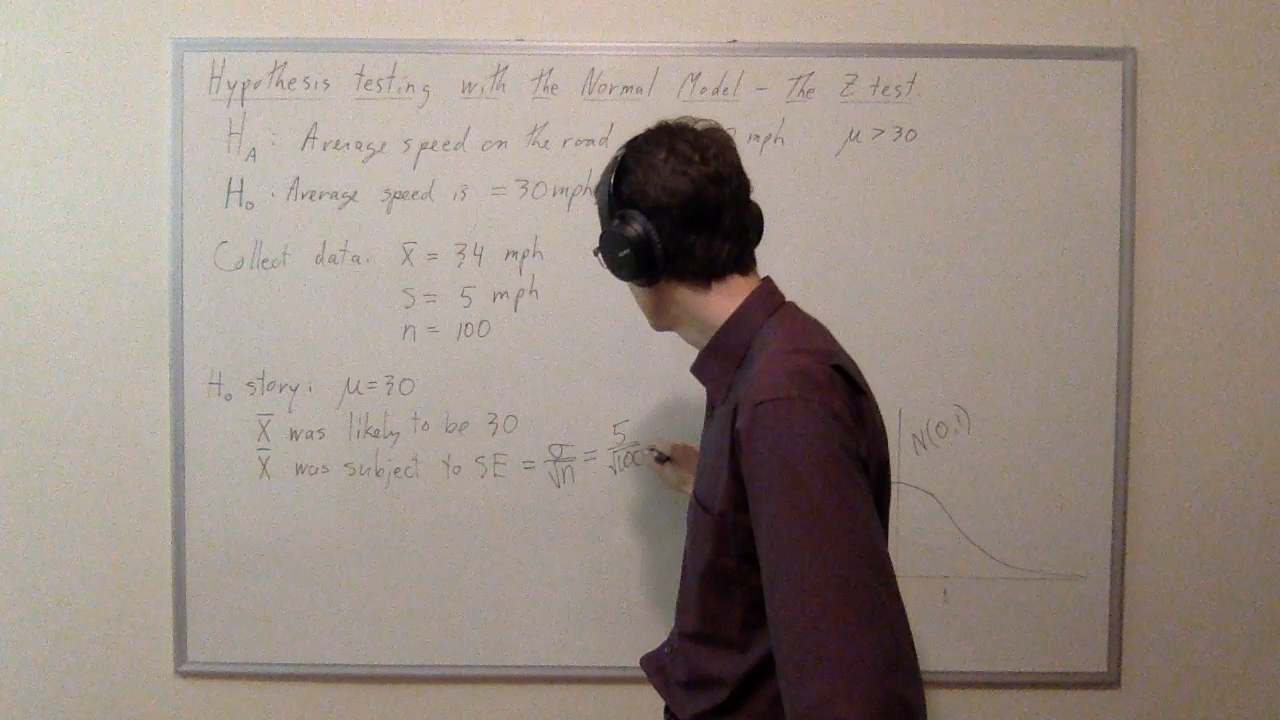 Hypothesis testing with the Normal Model - The Z test.
H_A: Average speed on the road mph μ > 30
H_0: Average speed is = 30 mph
Collect data. x̄ = 34 mph
s = 5 mph
n = 100
H_0 story: μ = 30
x̄ was likely to be 30
x̄ was subject to SE = σ/√n = 5/√100
N(0,1)
1